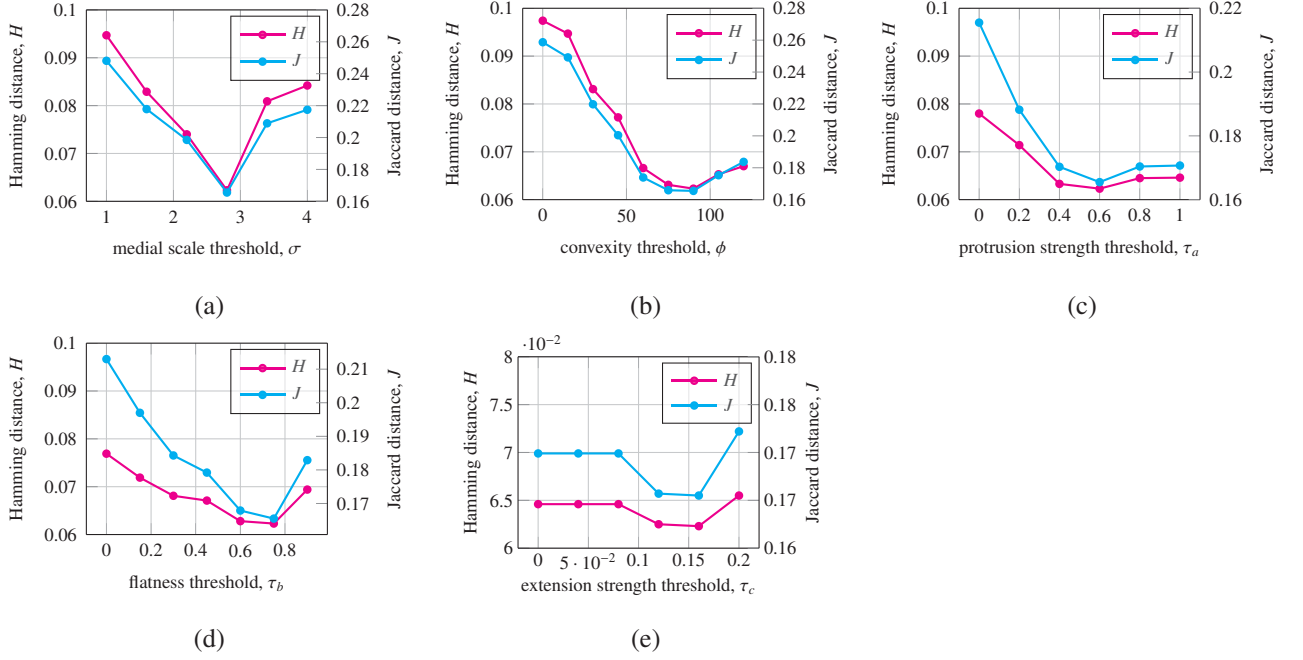 0.1
0.09
0.08
0.07
0.06
Hamming distance, H
0.28
0.26
0.24
0.22
0.2
0.18
0.16
Jaccard distance, J
H
J
1 2 3 4
medial scale threshold, σ
(a)
0.1
0.09
0.08
0.07
0.06
Hamming distance, H
0.28
0.26
0.24
0.22
0.2
0.18
0.16
Jaccard distance, J
H
J
0 50 100
convexity threshold, ϕ
(b)
0.1
0.09
0.08
0.07
0.06
Hamming distance, H
0.22
0.2
0.18
0.16
Jaccard distance, J
H
J
0 0.2 0.4 0.6 0.8 1
protrusion strength threshold, τa
(c)
0.1
0.09
0.08
0.07
0.06
Hamming distance, H
0.21
0.2
0.19
0.18
0.17
Jaccard distance, J
H
J
0 0.2 0.4 0.6 0.8
flatness threshold, τb
(d)
·10−2
8
7.5
7
6.5
6
Hamming distance, H
0.18
0.18
0.17
0.17
0.16
Jaccard distance, J
H
J
0 5 · 10−2 0.1 0.15 0.2
extension strength threshold, τc
(e)